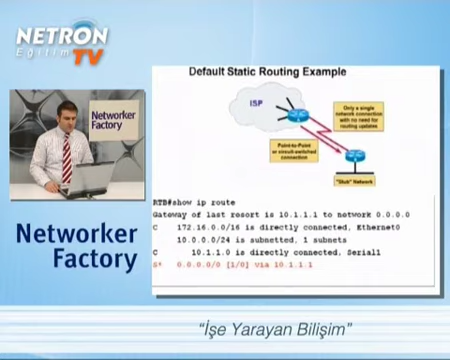 NETRON
Eğitim TV
Networker
Factory
Networker
Factory
Default Static Routing Example
ISP
Only a single
network connection
with no need for
routing updates
Point-to-Point
or circuit-switched
connection
"Stub" Network
RTB#show ip route
Gateway of last resort is 10.1.1.1 to network 0.0.0.0
C 172.16.0.0/16 is directly connected, Ethernet0
10.0.0.0/24 is subnetted, 1 subnets
C 10.1.1.0 is directly connected, Serial1
S* 0.0.0.0/0 [1/0] via 10.1.1.1
"İşe Yarayan Bilişim"